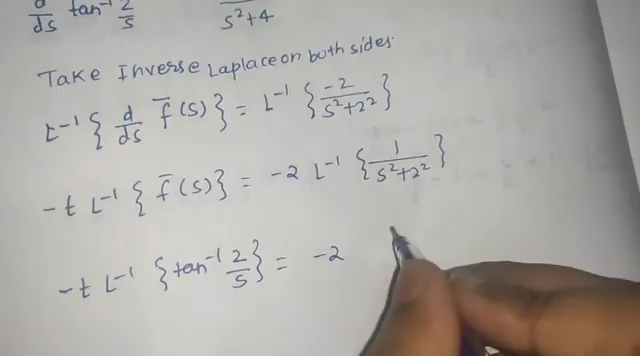 d/ds tan⁻¹ 2/s
s²+4
Take Inverse Laplace on both sides.
L⁻¹ { d/ds f̄(s) } = L⁻¹ { -2/(s²+2²) }
-t L⁻¹ { f̄(s) } = -2 L⁻¹ { 1/(s²+2²) }
-t L⁻¹ { tan⁻¹ 2/s } = -2